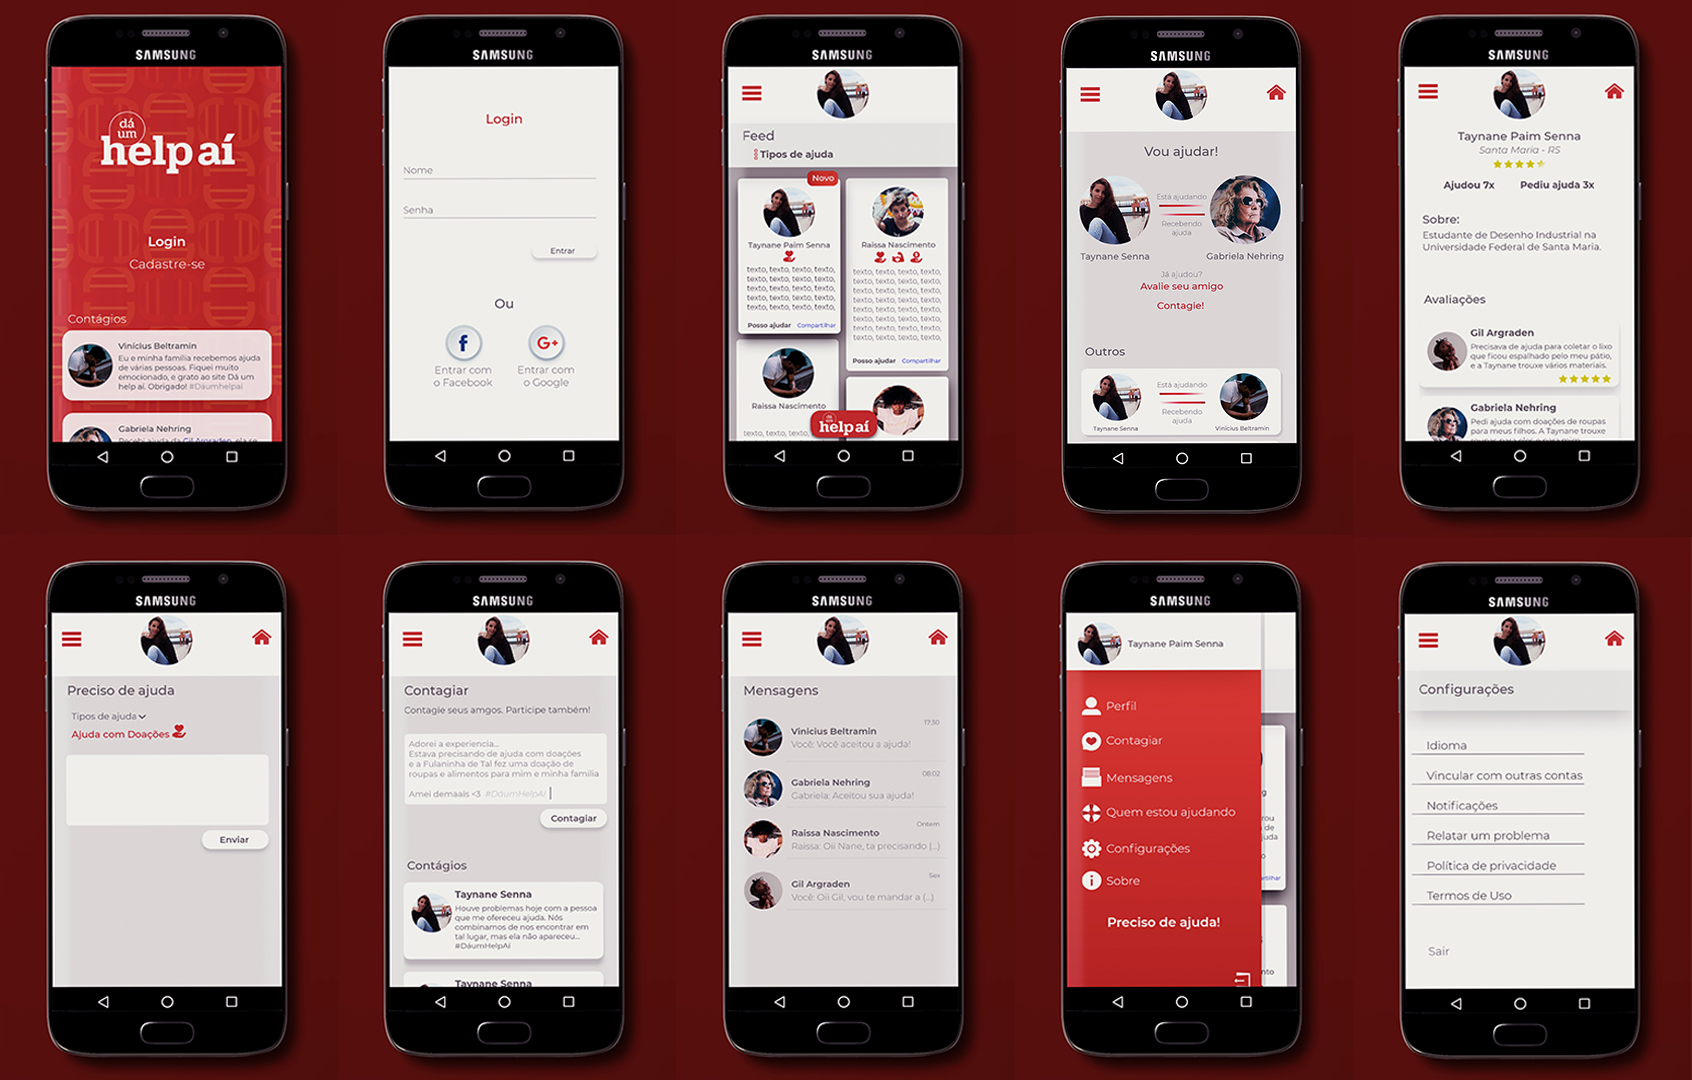 SAMSUNG
dá
um
help aí
Login
Cadastre-se
Contágios
Vinícius Beltramin
Eu e minha família recebemos ajuda
de várias pessoas. Fiquei muito
emocionado, e grato ao site Dá um
help aí. Obrigado! #Dáumhelpaí
Gabriela Nehring
Recebi ajuda da Gil Argraden, ela se
SAMSUNG
Login
Nome
Senha
Entrar
Ou
Entrar com
o Facebook
G+
Entrar com
o Google
SAMSUNG
Feed
Tipos de ajuda
Novo
Taynane Paim Senna
texto, texto, texto, texto,
texto, texto, texto, texto,
texto, texto, texto, texto,
texto, texto, texto, texto,
texto, texto, texto, texto,
Posso ajudar Compartilhar
Raissa Nascimento
texto, texto, texto, texto,
texto, texto, texto, texto,
texto, texto, texto, texto,
texto, texto, texto, texto,
texto, texto, texto, texto,
texto, texto, texto, texto,
texto, texto, texto, texto,
texto, texto, texto, texto,
Posso ajudar Compartilhar
Raissa Nascimento
texto, texto, texto,
help aí
SAMSUNG
Vou ajudar!
Está ajudando
Recebendo
ajuda
Taynane Senna
Gabriela Nehring
Já ajudou?
Avalie seu amigo
Contagie!
Outros
Está ajudando
Recebendo
ajuda
Taynane Senna
Vinícius Beltramin
SAMSUNG
Taynane Paim Senna
Santa Maria - RS
Ajudou 7x Pediu ajuda 3x
Sobre:
Estudante de Desenho Industrial na
Universidade Federal de Santa Maria.
Avaliações
Gil Argraden
Precisava de ajuda para coletar o lixo
que ficou espalhado pelo meu pátio,
e a Taynane trouxe vários materiais.
Gabriela Nehring
Pedi ajuda com doações de roupas
para meus filhos. A Taynane trouxe
roupas para eles e para mim
SAMSUNG
Preciso de ajuda
Tipos de ajuda
Ajuda com Doações
Enviar
SAMSUNG
Contagiar
Contagie seus amgos. Participe também!
Adorei a experiencia...
Estava precisando de ajuda com doações
e a Fulaninha de Tal fez uma doação de
roupas e alimentos para mim e minha família
Amei demaais <3 #DáumHelpAí
Contagiar
Contágios
Taynane Senna
Houve problemas hoje com a pessoa
que me ofereceu ajuda. Nós
combinamos de nos encontrar em
tal lugar, mas ela não apareceu...
#DáumHelpAí
Taynane Senna
SAMSUNG
Mensagens
17:30
Vinicius Beltramin
Você: Você aceitou a ajuda!
08:02
Gabriela Nehring
Gabriela: Aceitou sua ajuda!
Ontem
Raissa Nascimento
Raissa: Oii Nane, ta precisando (...)
Sex
Gil Argraden
Você: Oii Gil, vou te mandar a (...)
SAMSUNG
Taynane Paim Senna
Perfil
Contagiar
Mensagens
Quem estou ajudando
Configurações
Sobre
Preciso de ajuda!
SAMSUNG
Configurações
Idioma
Vincular com outras contas
Notificações
Relatar um problema
Política de privacidade
Termos de Uso
Sair